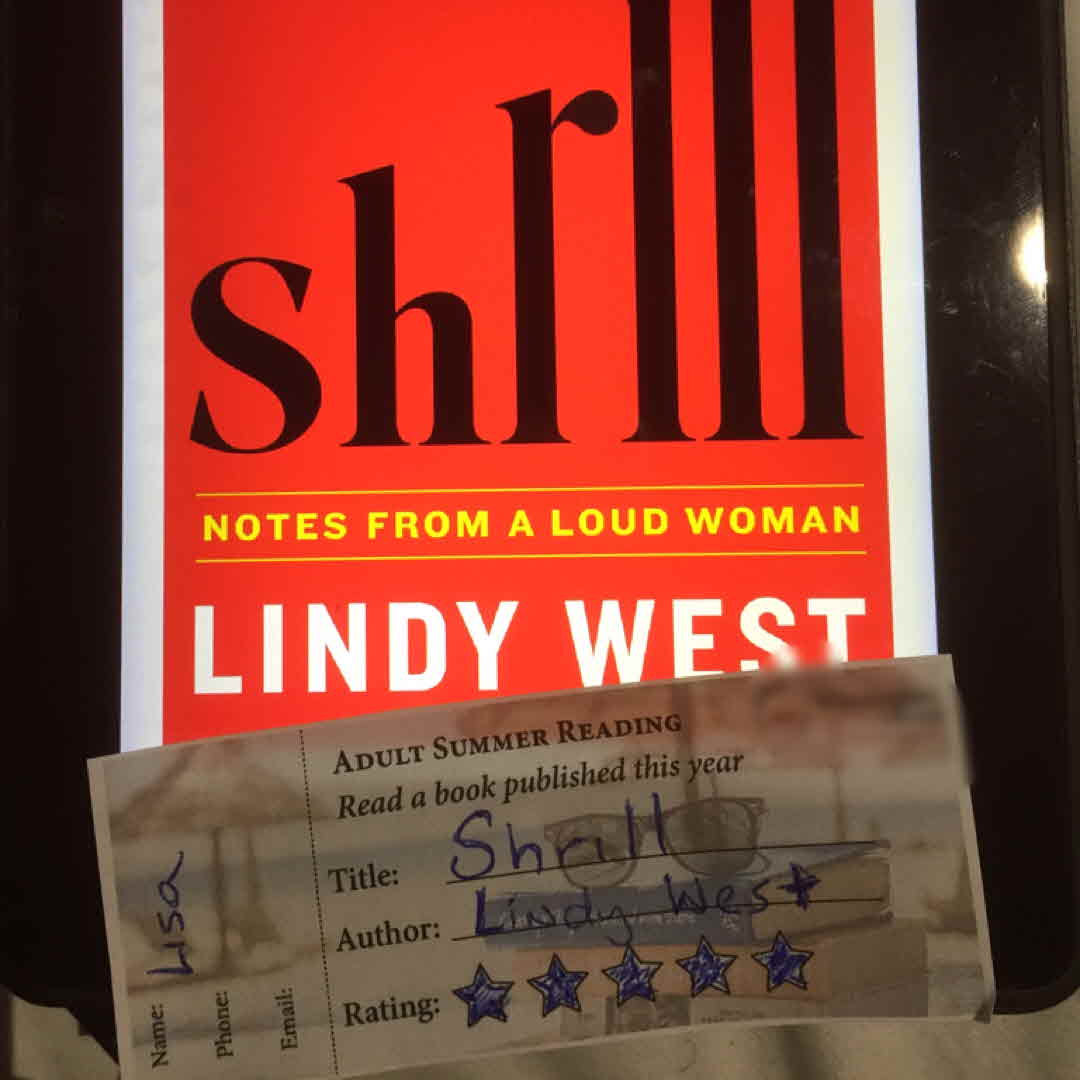 shrill
NOTES FROM A LOUD WOMAN
LINDY WEST
ADULT SUMMER READING
Read a book published this year
Title: Shrill
Author: Lindy West
Rating:
Name: Lisa
Phone:
Email: